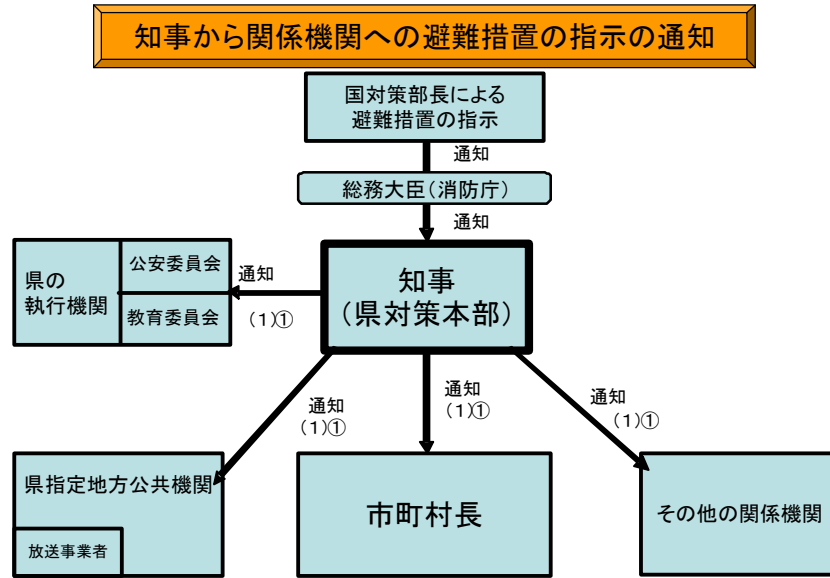 知事から関係機関への避難措置の指示の通知
国対策部長による
避難措置の指示
通知
総務大臣(消防庁)
通知
県の
執行機関
公安委員会
教育委員会
通知
(1)①
知事
(県対策本部)
通知
(1)①
通知
(1)①
通知
(1)①
県指定地方公共機関
放送事業者
市町村長
その他の関係機関